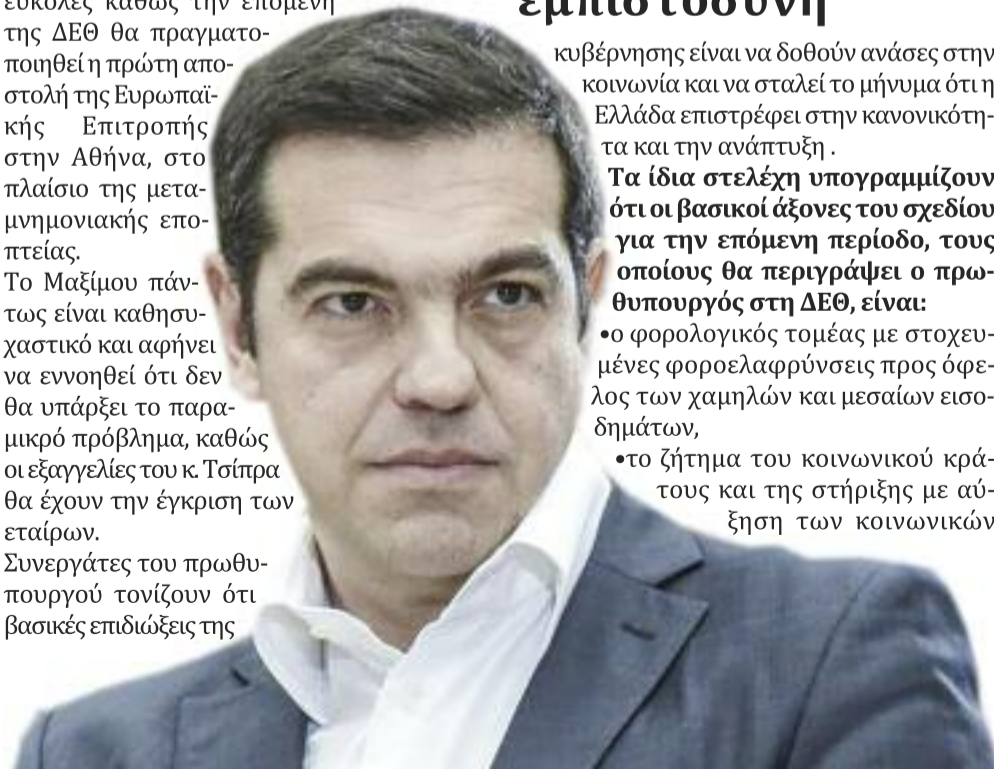 εμπιστοσύνη
εύκολες καθώς την επόμενη
της ΔΕΘ θα πραγματο-
ποιηθεί η πρώτη απο-
στολή της Ευρωπαϊ-
κής Επιτροπής
στην Αθήνα, στο
πλαίσιο της μετα-
μνημονιακής επο-
πτείας.
Το Μαξίμου πάν-
τως είναι καθησυ-
χαστικό και αφήνει
να εννοηθεί ότι δεν
θα υπάρξει το παρα-
μικρό πρόβλημα, καθώς
οι εξαγγελίες του κ. Τσίπρα
θα έχουν την έγκριση των
εταίρων.
Συνεργάτες του πρωθυ-
πουργού τονίζουν ότι
βασικές επιδιώξεις της
κυβέρνησης είναι να δοθούν ανάσες στην
κοινωνία και να σταλεί το μήνυμα ότι η
Ελλάδα επιστρέφει στην κανονικότη-
τα και την ανάπτυξη .
Τα ίδια στελέχη υπογραμμίζουν
ότι οι βασικοί άξονες του σχεδίου
για την επόμενη περίοδο, τους
οποίους θα περιγράψει ο πρω-
θυπουργός στη ΔΕΘ, είναι:
•ο φορολογικός τομέας με στοχευ-
μένες φοροελαφρύνσεις προς όφε-
λος των χαμηλών και μεσαίων εισο-
δημάτων,
•το ζήτημα του κοινωνικού κρά-
τους και της στήριξης με αύ-
ξηση των κοινωνικών